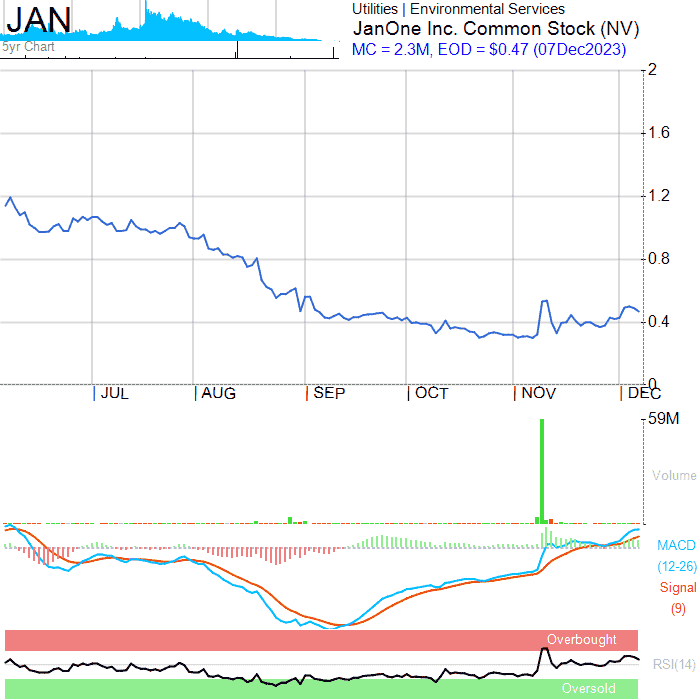 JAN
5yr Chart
Utilities | Environmental Services
JanOne Inc. Common Stock (NV)
MC = 2.3M, EOD = $0.47 (07Dec2023)
2
1.6
1.2
0.8
0.4
0
JUL AUG SEP OCT NOV DEC
59M
Volume
MACD
(12-26)
Signal
(9)
Overbought
RSI(14)
Oversold